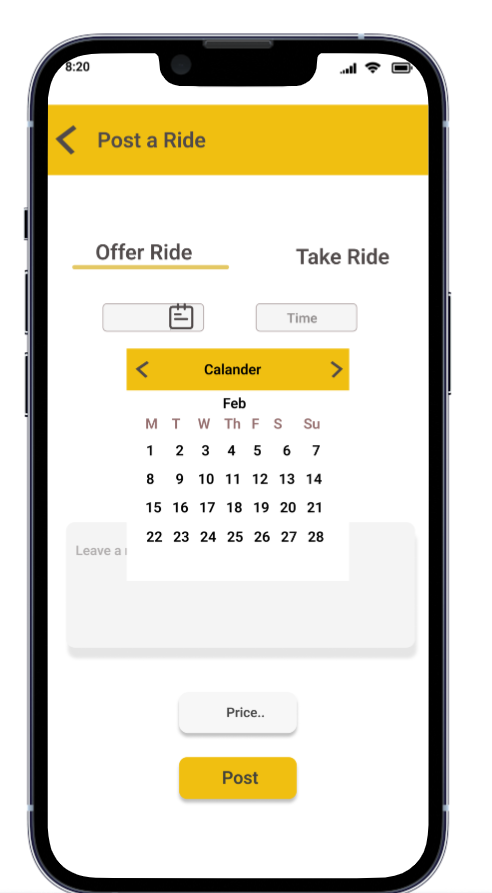 8:20
Post a Ride
Offer Ride Take Ride
Time
Calander
Feb
M T W Th F S Su
1 2 3 4 5 6 7
8 9 10 11 12 13 14
15 16 17 18 19 20 21
22 23 24 25 26 27 28
Leave a
Price..
Post